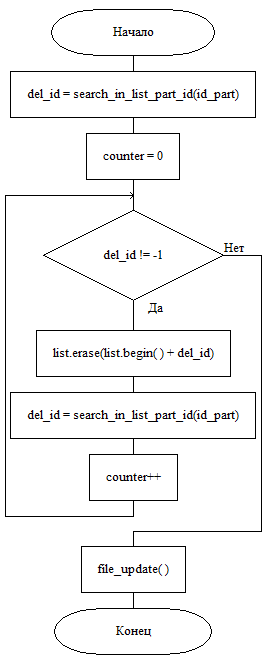 Начало
del_id = search_in_list_part_id(id_part)
counter = 0
del_id != -1
Нет
Да
list.erase(list.begin( ) + del_id)
del_id = search_in_list_part_id(id_part)
counter++
file_update( )
Конец